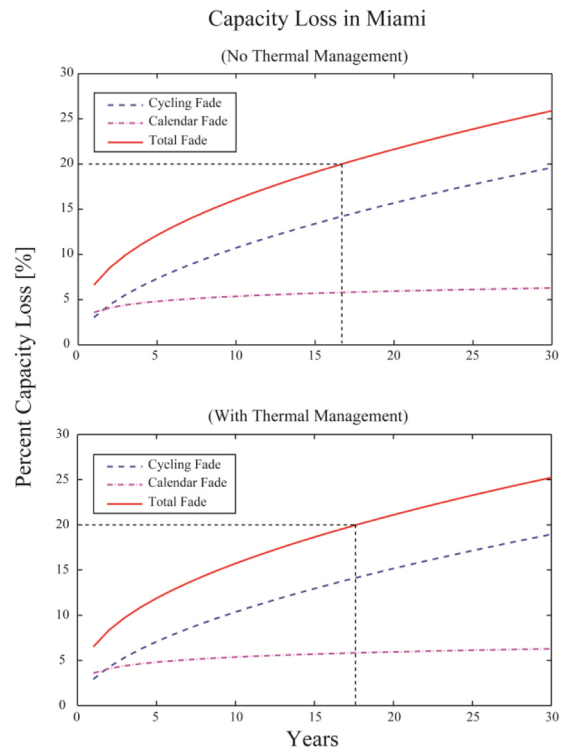 Capacity Loss in Miami
(No Thermal Management)
Percent Capacity Loss [%]
30
25
20
15
10
5
0
Cycling Fade
Calendar Fade
Total Fade
0 5 10 15 20 25 30
(With Thermal Management)
30
25
20
15
10
5
0
Cycling Fade
Calendar Fade
Total Fade
0 5 10 15 20 25 30
Years